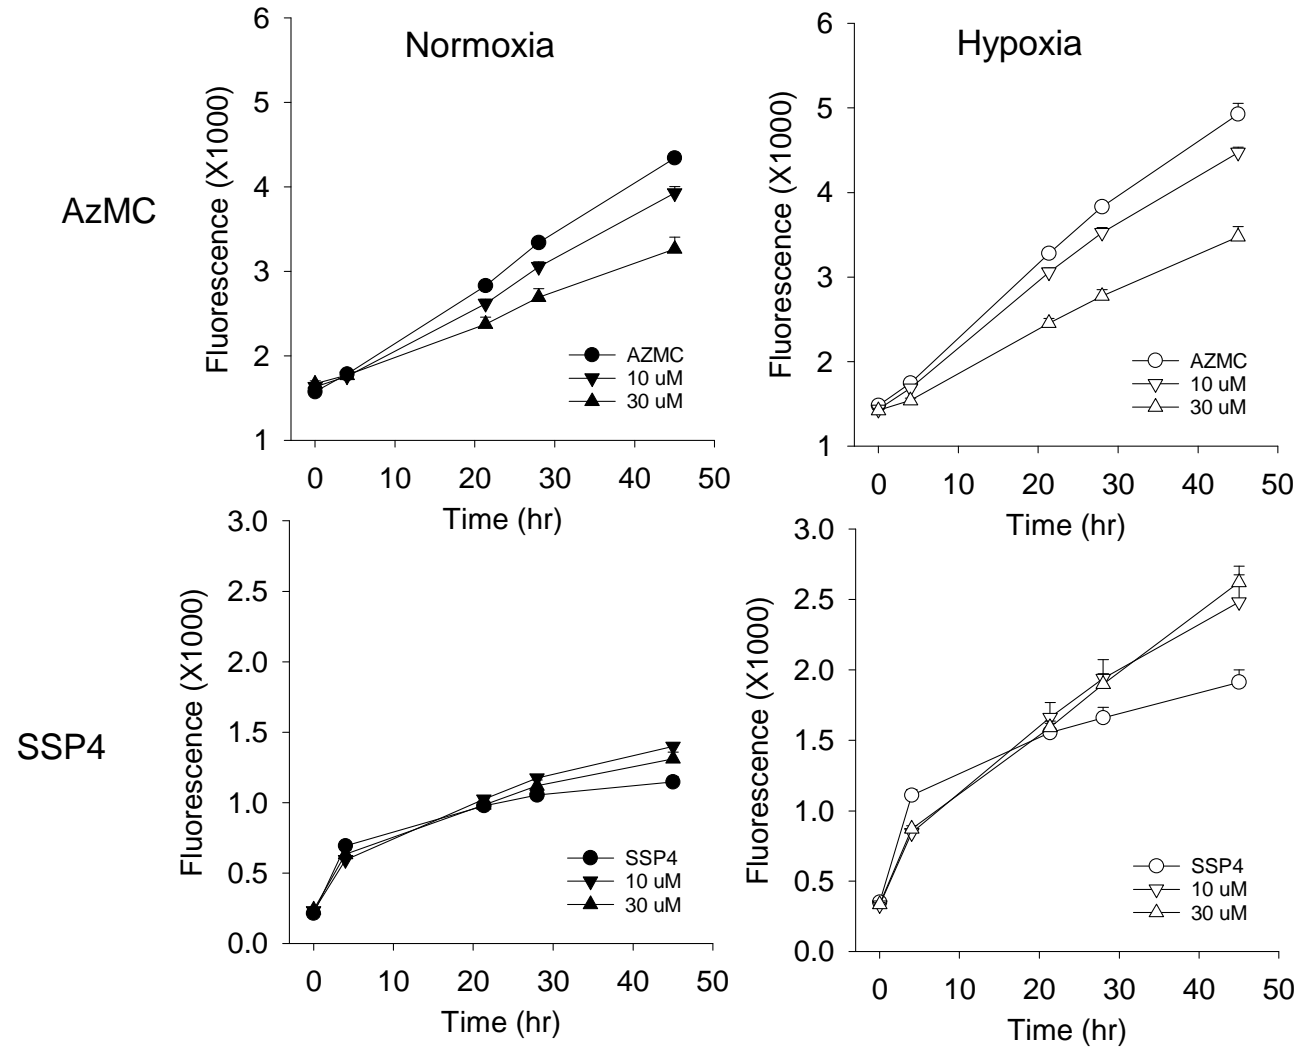 Normoxia
Hypoxia
AzMC
Fluorescence (X1000)
6
5
4
3
2
1
AZMC
10 uM
30 uM
0 10 20 30 40 50
Time (hr)
Fluorescence (X1000)
6
5
4
3
2
1
AZMC
10 uM
30 uM
0 10 20 30 40 50
Time (hr)
SSP4
Fluorescence (X1000)
3.0
2.5
2.0
1.5
1.0
0.5
0.0
SSP4
10 uM
30 uM
0 10 20 30 40 50
Time (hr)
Fluorescence (X1000)
3.0
2.5
2.0
1.5
1.0
0.5
0.0
SSP4
10 uM
30 uM
0 10 20 30 40 50
Time (hr)